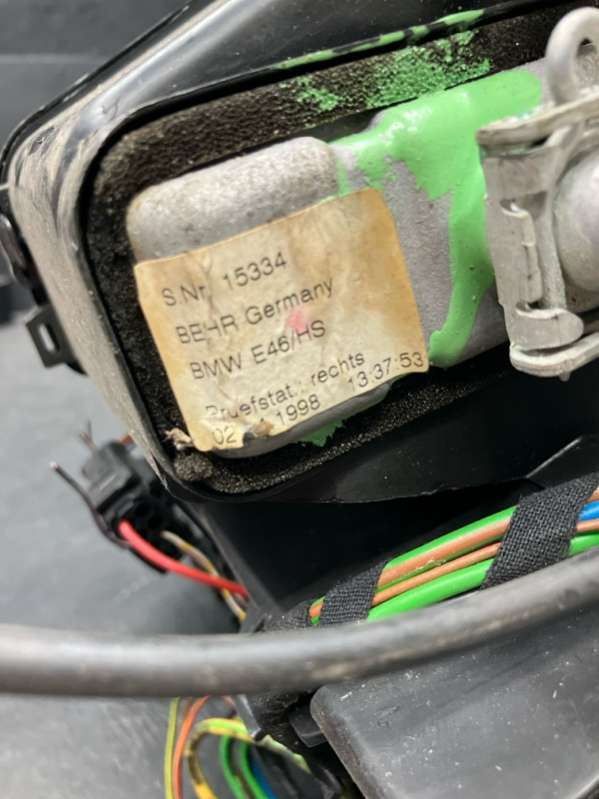 S.Nr. 15334
BEHR Germany
BMW E46/HS
Pruefstat.: rechts
02 1998 13:37:53